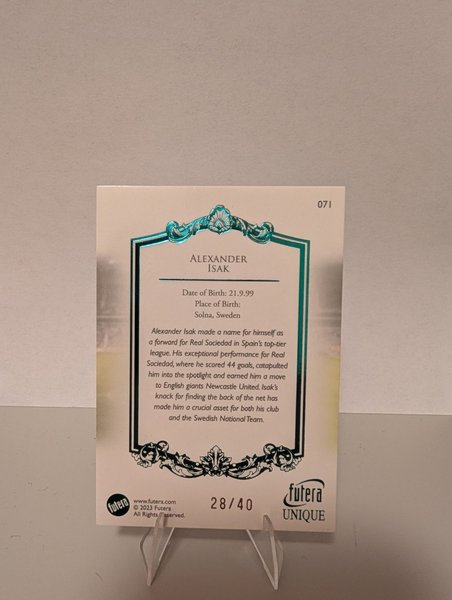 071
ALEXANDER
ISAK
Date of Birth: 21.9.99
Place of Birth:
Solna, Sweden
Alexander Isak made a name for himself as
a forward for Real Sociedad in Spain's top-tier
league. His exceptional performance for Real
Sociedad, where he scored 44 goals, catapulted
him into the spotlight and earned him a move
to English giants Newcastle United. Isak's
knack for finding the back of the net has
made him a crucial asset for both his club
and the Swedish National Team.
futera
www.futera.com
© 2023 Futera
All Rights Reserved.
28/40
futera
UNIQUE